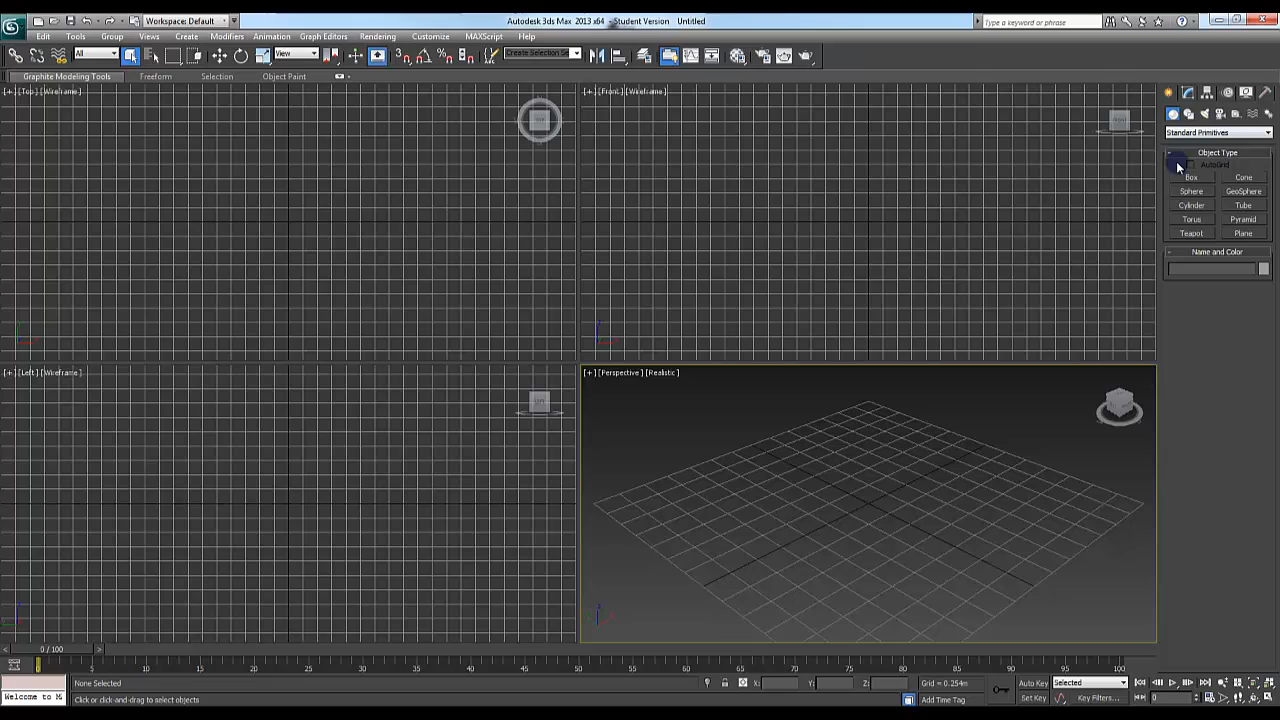 Workspace: Default
Autodesk 3ds Max 2013 x64 - Student Version Untitled
Type a keyword or phrase
Edit Tools Group Views Create Modifiers Animation Graph Editors Rendering Customize MAXScript Help
All
View
Create Selection Se
Graphite Modeling Tools Freeform Selection Object Paint
[+] [Top] [Wireframe]
[+] [Front] [Wireframe]
Standard Primitives
- Object Type
AutoGrid
Box Cone
Sphere GeoSphere
Cylinder Tube
Torus Pyramid
Teapot Plane
- Name and Color
[+] [Left] [Wireframe]
[+] [Perspective] [Realistic]
< 0 / 100 >
0 5 10 15 20 25 30 35 40 45 50 55 60 65 70 75 80 85 90 95 100
None Selected
X: Y: Z: Grid = 0.254m
Auto Key Selected
Welcome to M
Click or click-and-drag to select objects
Add Time Tag
Set Key Key Filters... 0